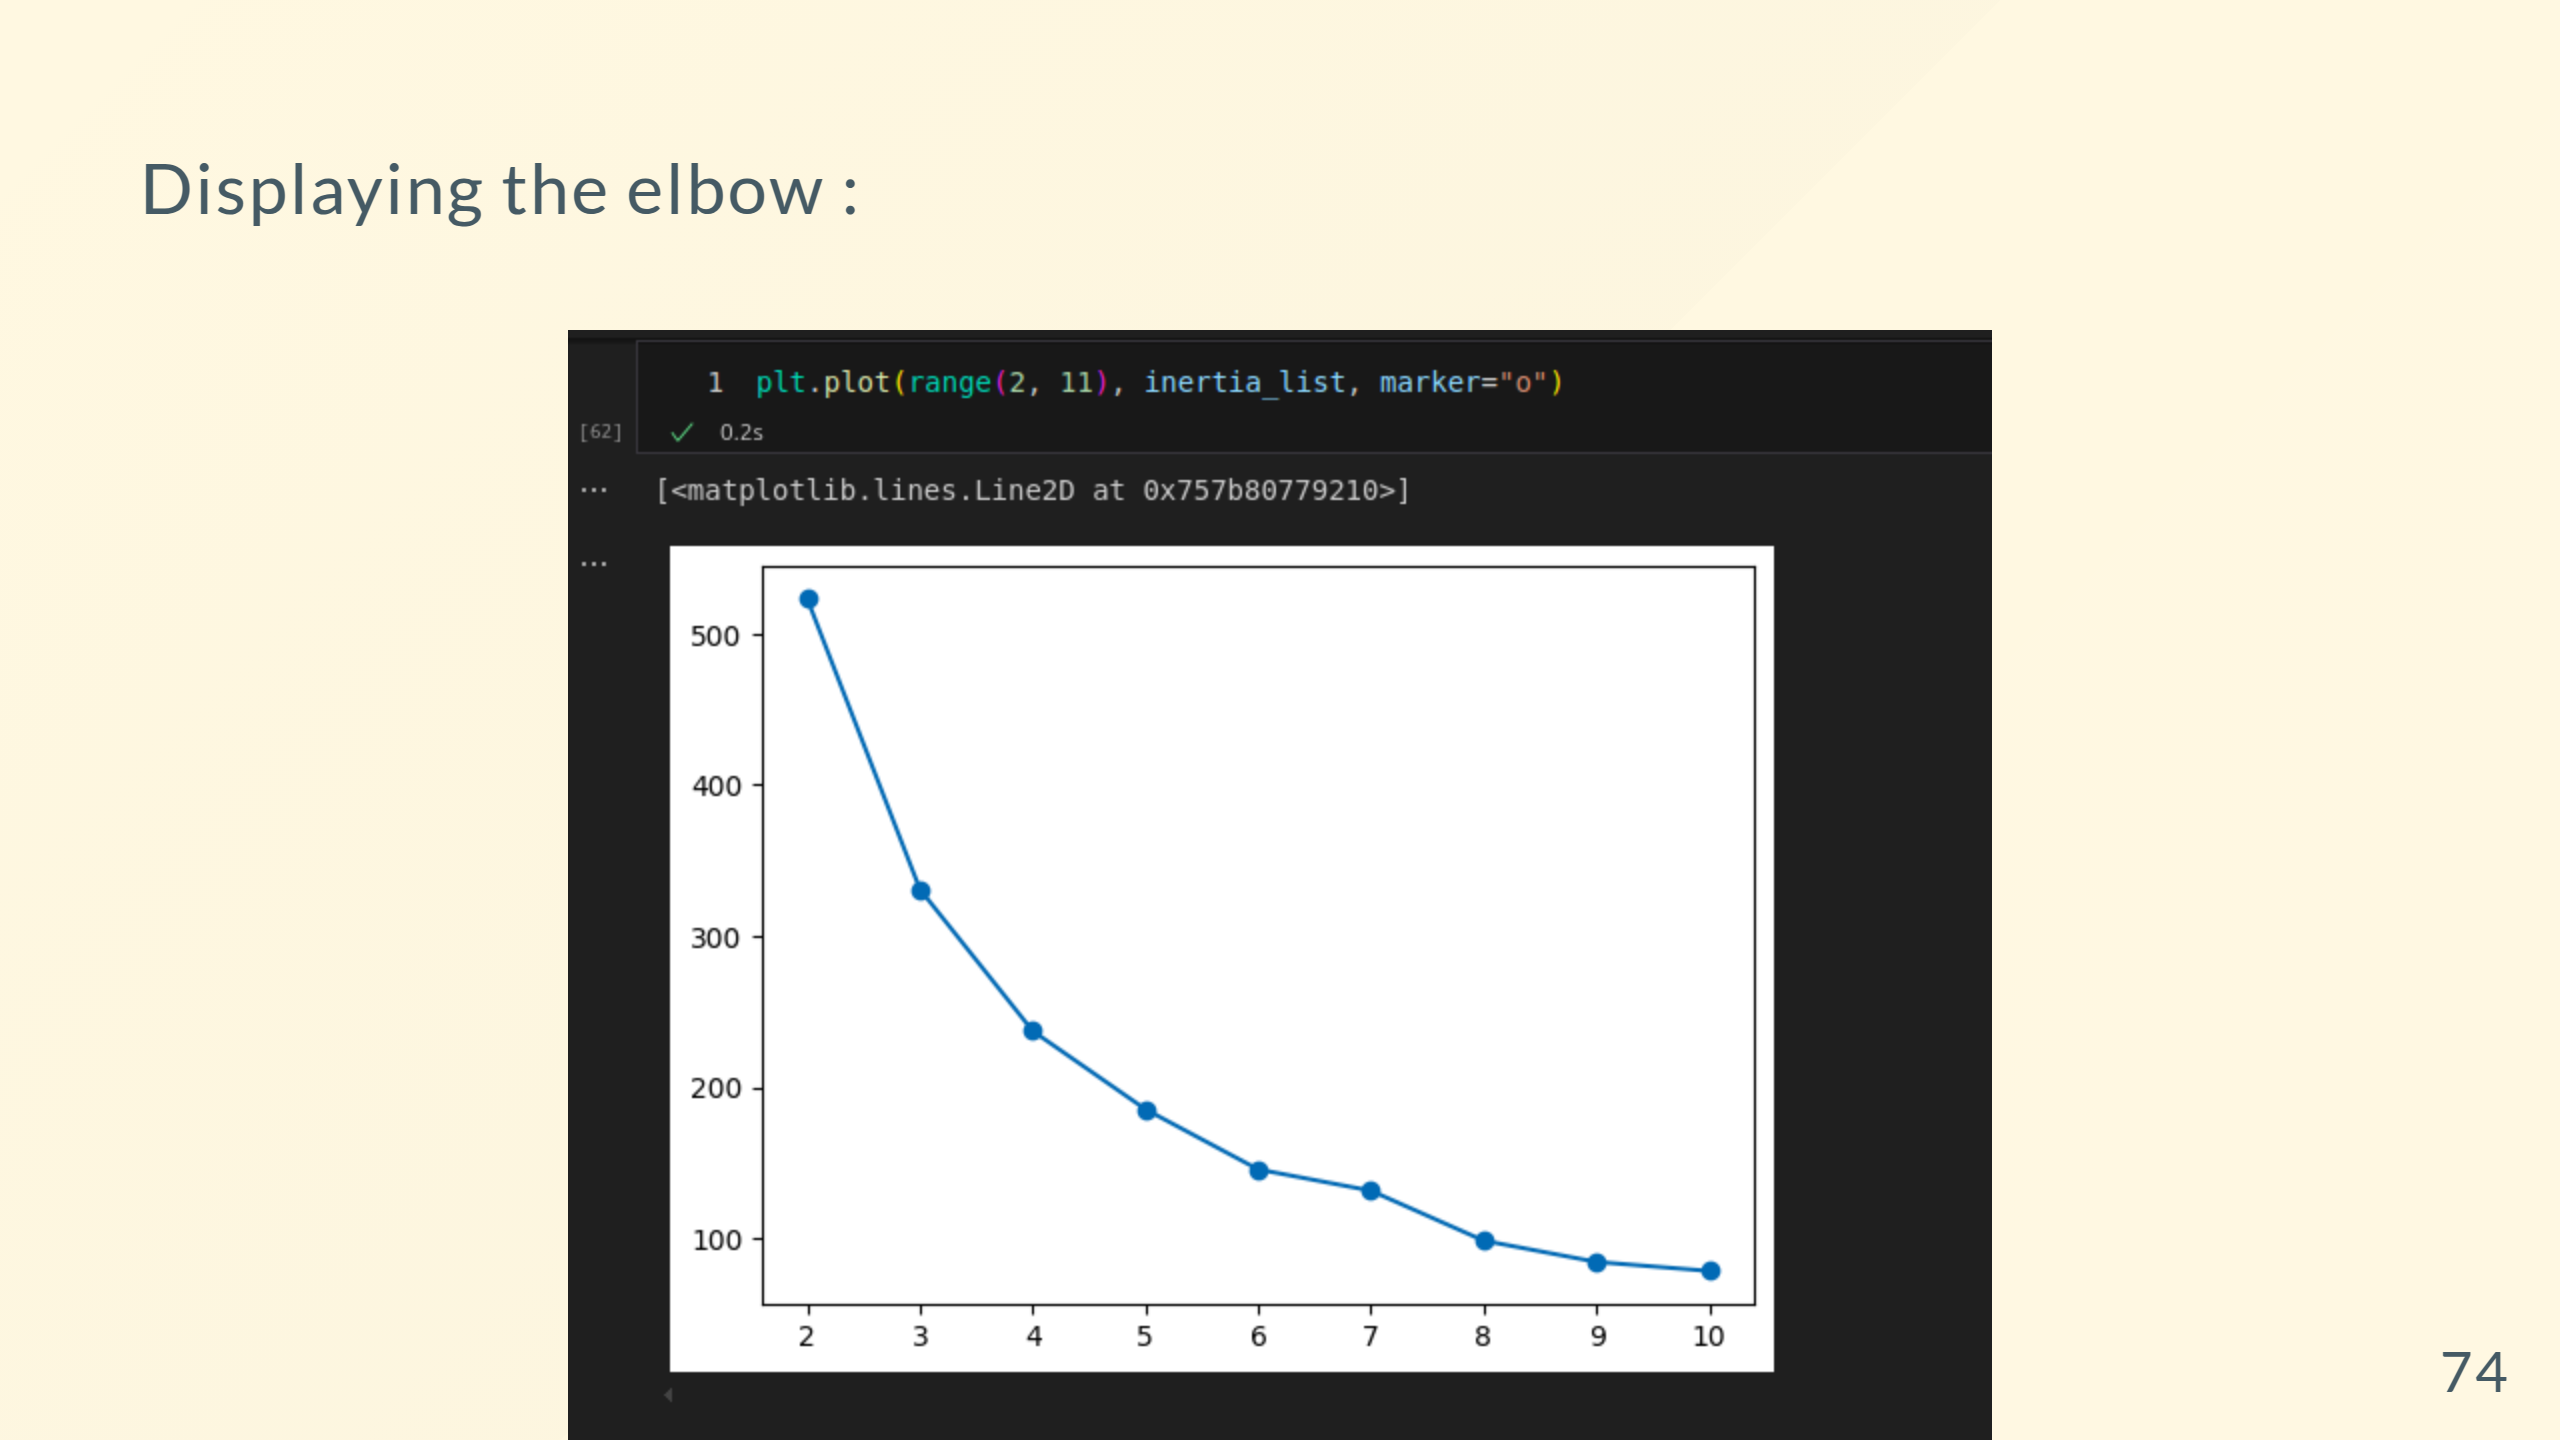 Displaying the elbow :
1 plt.plot(range(2, 11), inertia_list, marker="o")
[62] ✓ 0.2s
... [<matplotlib.lines.Line2D at 0x757b80779210>]
...
500
400
300
200
100
2 3 4 5 6 7 8 9 10
74